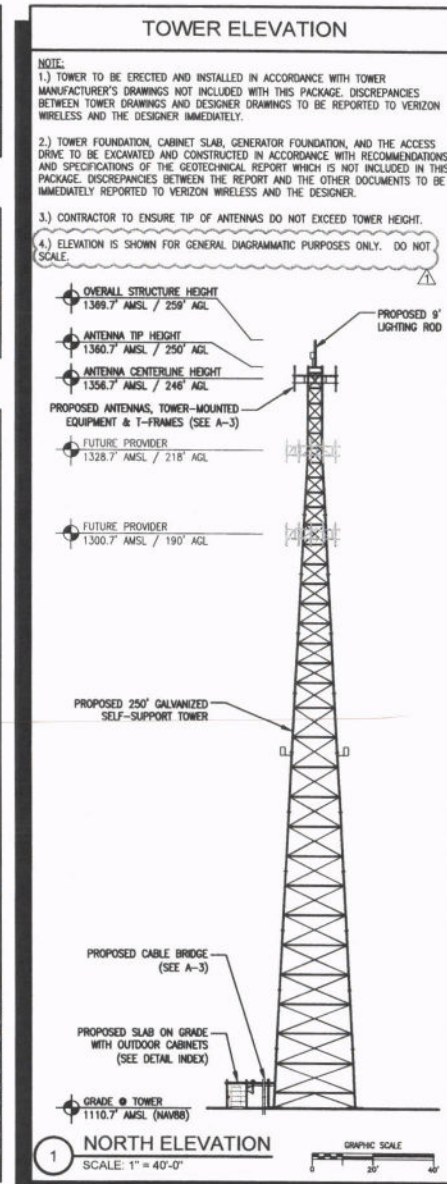 TOWER ELEVATION
NOTE:
1.) TOWER TO BE ERECTED AND INSTALLED IN ACCORDANCE WITH TOWER
MANUFACTURER'S DRAWINGS NOT INCLUDED WITH THIS PACKAGE. DISCREPANCIES
BETWEEN TOWER DRAWINGS AND DESIGNER DRAWINGS TO BE REPORTED TO VERIZON
WIRELESS AND THE DESIGNER IMMEDIATELY.
2.) TOWER FOUNDATION, CABINET SLAB, GENERATOR FOUNDATION, AND THE ACCESS
DRIVE TO BE EXCAVATED AND CONSTRUCTED IN ACCORDANCE WITH RECOMMENDATIONS
AND SPECIFICATIONS OF THE GEOTECHNICAL REPORT WHICH IS NOT INCLUDED IN THIS
PACKAGE. DISCREPANCIES BETWEEN THE REPORT AND THE OTHER DOCUMENTS TO BE
IMMEDIATELY REPORTED TO VERIZON WIRELESS AND THE DESIGNER.
3.) CONTRACTOR TO ENSURE TIP OF ANTENNAS DO NOT EXCEED TOWER HEIGHT.
4.) ELEVATION IS SHOWN FOR GENERAL DIAGRAMMATIC PURPOSES ONLY. DO NOT
SCALE.
1
OVERALL STRUCTURE HEIGHT
1369.7' AMSL / 259' AGL
PROPOSED 9'
LIGHTING ROD
ANTENNA TIP HEIGHT
1360.7' AMSL / 250' AGL
ANTENNA CENTERLINE HEIGHT
1356.7' AMSL / 246' AGL
PROPOSED ANTENNAS, TOWER-MOUNTED
EQUIPMENT & T-FRAMES (SEE A-3)
FUTURE PROVIDER
1328.7' AMSL / 218' AGL
FUTURE PROVIDER
1300.7' AMSL / 190' AGL
PROPOSED 250' GALVANIZED
SELF-SUPPORT TOWER
PROPOSED CABLE BRIDGE
(SEE A-3)
PROPOSED SLAB ON GRADE
WITH OUTDOOR CABINETS
(SEE DETAIL INDEX)
GRADE @ TOWER
1110.7' AMSL (NAV88)
1 NORTH ELEVATION
SCALE: 1" = 40'-0"
GRAPHIC SCALE
0 20' 40'